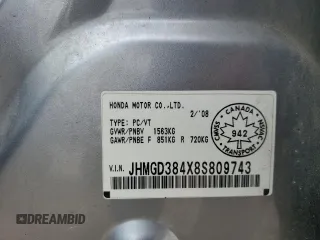 HONDA MOTOR CO.,LTD.
2/'08
TYPE: PC/VT
GVWR/PNBV 1563KG
GAWR/PNBE F 851KG R 720KG
V.I.N. JHMGD384X8S809743
CANADA
CMVSS
942
NSVAC
DREAMBID